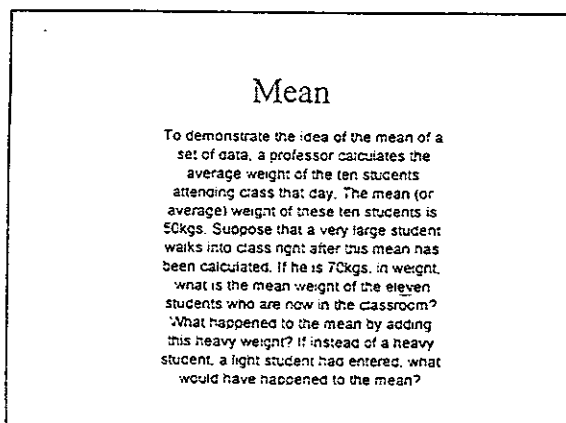 Mean
To demonstrate the idea of the mean of a
set of data, a professor calculates the
average weight of the ten students
attending class that day. The mean (or
average) weight of these ten students is
50kgs. Suppose that a very large student
walks into class right after this mean has
been calculated. If he is 70kgs. in weight,
what is the mean weight of the eleven
students who are now in the classroom?
What happened to the mean by adding
this heavy weight? If instead of a heavy
student, a light student had entered, what
would have happened to the mean?